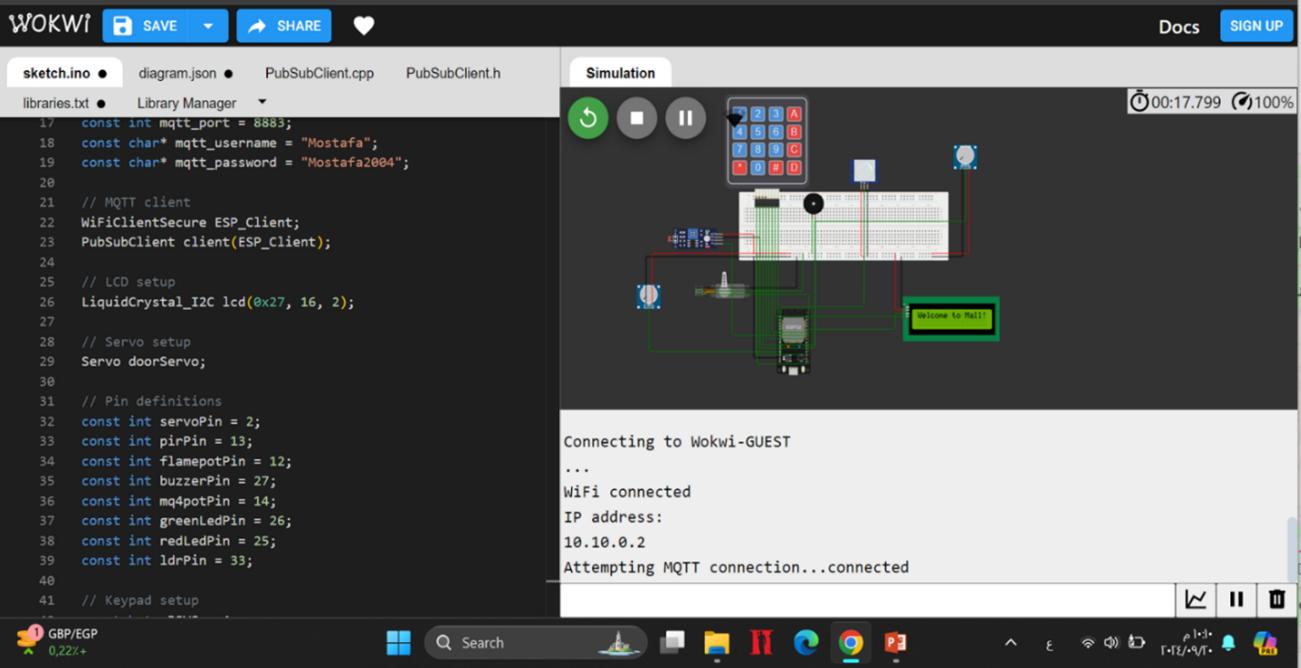 WOKWI SAVE SHARE Docs SIGN UP
sketch.ino diagram.json PubSubClient.cpp PubSubClient.h
libraries.txt Library Manager
17 const int mqtt_port = 8883;
18 const char* mqtt_username = "Mostafa";
19 const char* mqtt_password = "Mostafa2004";
20
21 // MQTT client
22 WiFiClientSecure ESP_Client;
23 PubSubClient client(ESP_Client);
24
25 // LCD setup
26 LiquidCrystal_I2C lcd(0x27, 16, 2);
27
28 // Servo setup
29 Servo doorServo;
30
31 // Pin definitions
32 const int servoPin = 2;
33 const int pirPin = 13;
34 const int flamepotPin = 12;
35 const int buzzerPin = 27;
36 const int mq4potPin = 14;
37 const int greenLedPin = 26;
38 const int redLedPin = 25;
39 const int ldrPin = 33;
40
41 // Keypad setup
Simulation
00:17.799 100%
2 3 A
4 5 6 B
7 8 9 C
* 0 # D
Welcome to Mall!
Connecting to Wokwi-GUEST
...
WiFi connected
IP address:
10.10.0.2
Attempting MQTT connection...connected
1 GBP/EGP
0,22%+
Search
ع
١٠:١٠ م
٢٠٢٤/٠٩/٢٠
PRE